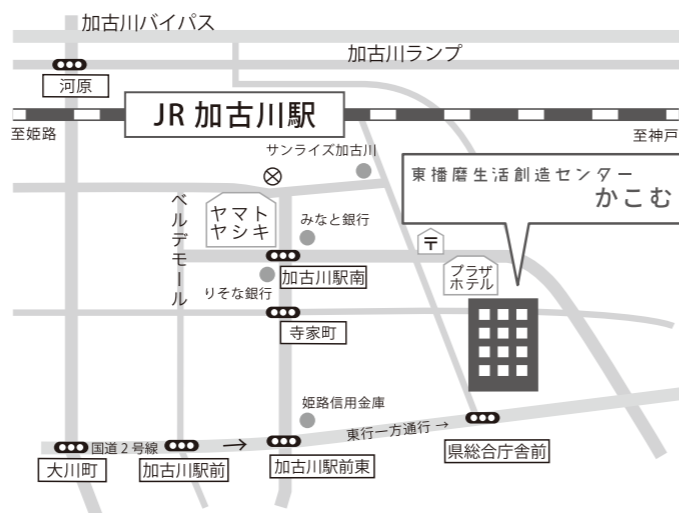 加古川バイパス
加古川ランプ
河原
JR 加古川駅
至姫路
至神戸
サンライズ加古川
東播磨生活創造センター
かこむ
ベルデモール
ヤマト
ヤシキ
みなと銀行
〒
加古川駅南
プラザ
ホテル
りそな銀行
寺家町
姫路信用金庫
東行一方通行 →
国道2号線
→
大川町
加古川駅前
加古川駅前東
県総合庁舎前